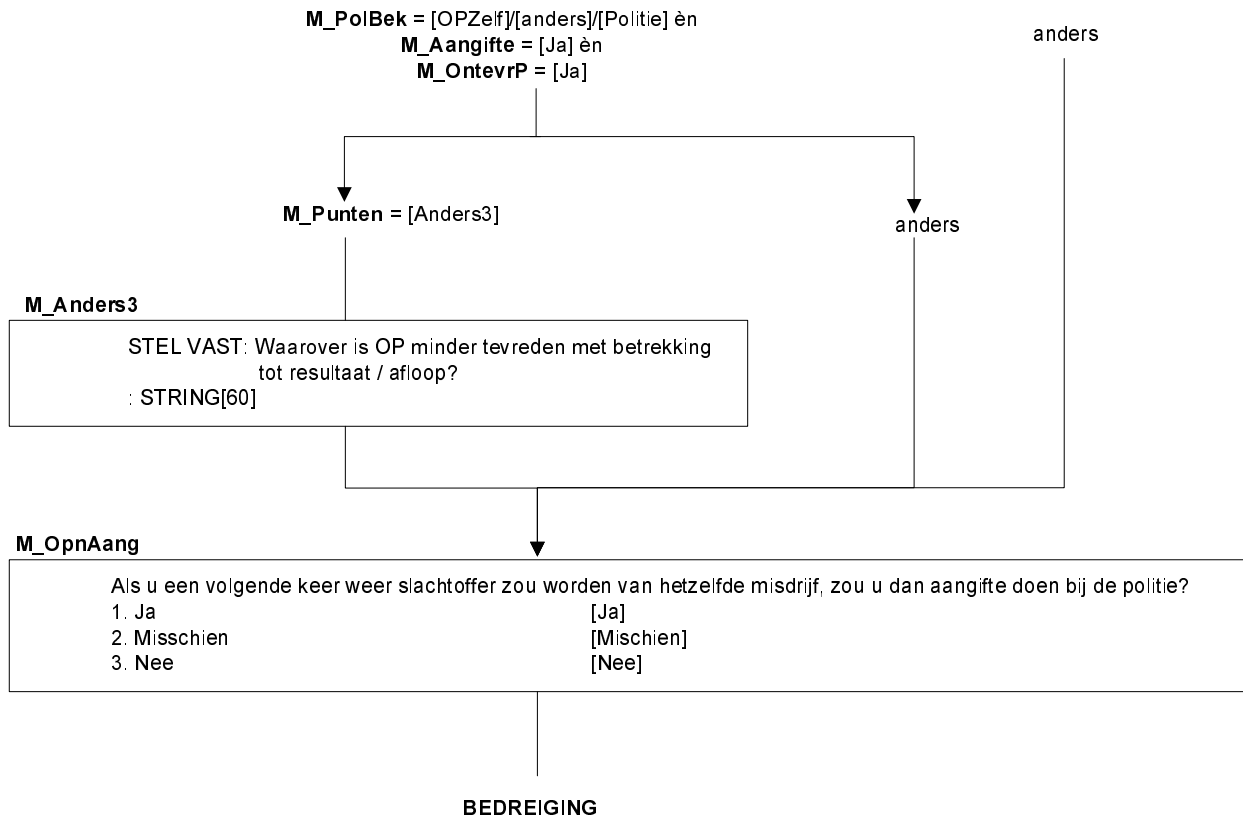 M_PolBek = [OPZelf]/[anders]/[Politie] èn
M_Aangifte = [Ja] èn
M_OntevrP = [Ja]
anders
M_Punten = [Anders3]
anders
M_Anders3
STEL VAST: Waarover is OP minder tevreden met betrekking
tot resultaat / afloop?
: STRING[60]
M_OpnAang
Als u een volgende keer weer slachtoffer zou worden van hetzelfde misdrijf, zou u dan aangifte doen bij de politie?
1. Ja [Ja]
2. Misschien [Mischien]
3. Nee [Nee]
BEDREIGING